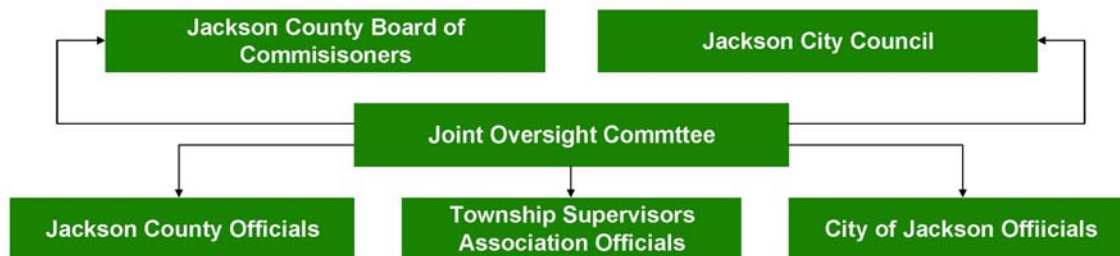 Jackson County Board of
Commisisoners
Jackson City Council
Joint Oversight Commttee
Jackson County Officials
Township Supervisors
Association Officials
City of Jackson Offiicials